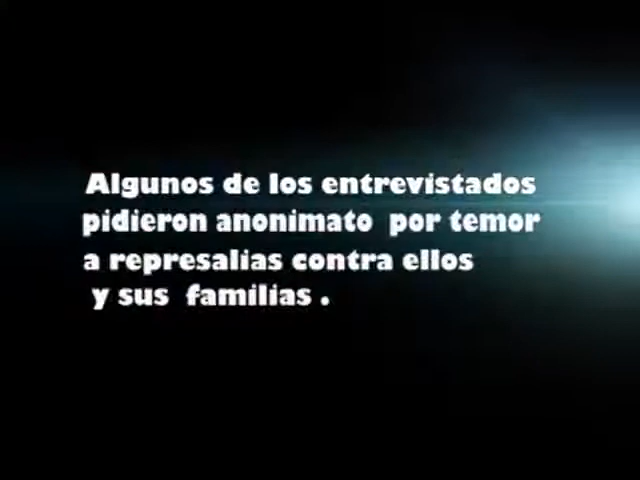 Algunos de los entrevistados
pidieron anonimato por temor
a represalias contra ellos
y sus familias .